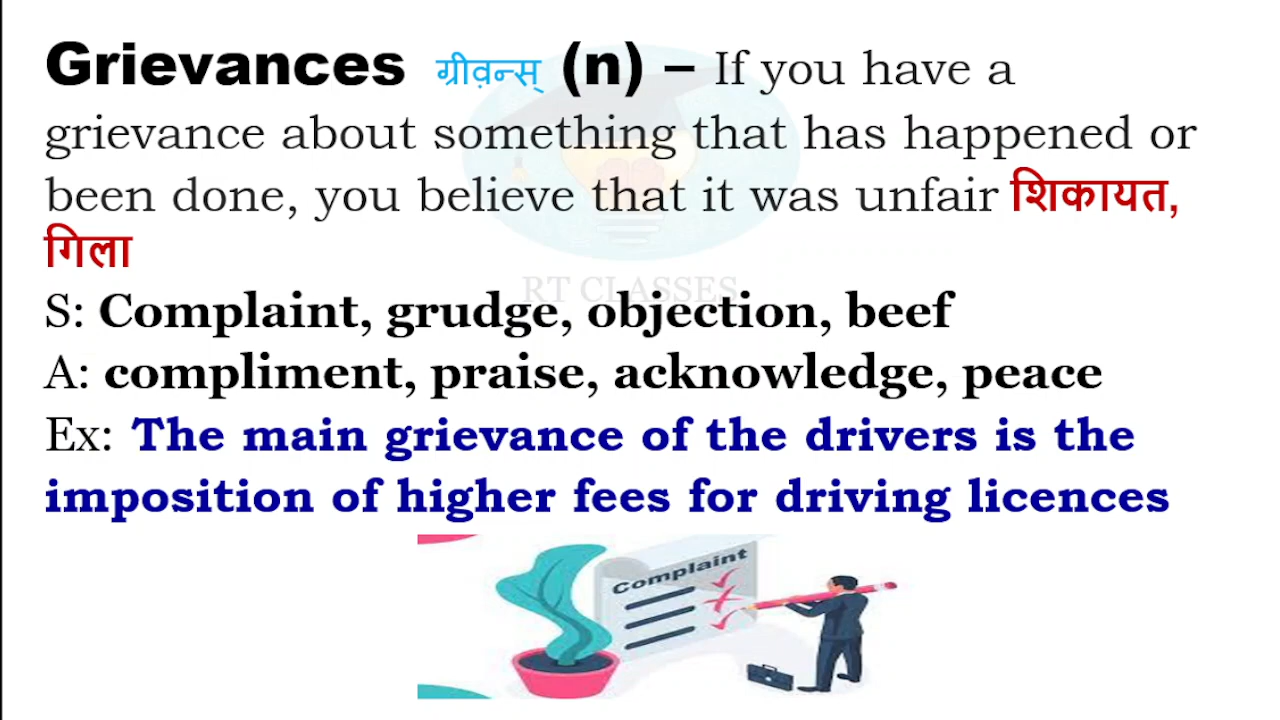 Grievances ग्रीव़न्स् (n) – If you have a
grievance about something that has happened or
been done, you believe that it was unfair शिकायत,
गिला
RT CLASSES
S: Complaint, grudge, objection, beef
A: compliment, praise, acknowledge, peace
Ex: The main grievance of the drivers is the
imposition of higher fees for driving licences
Complaint